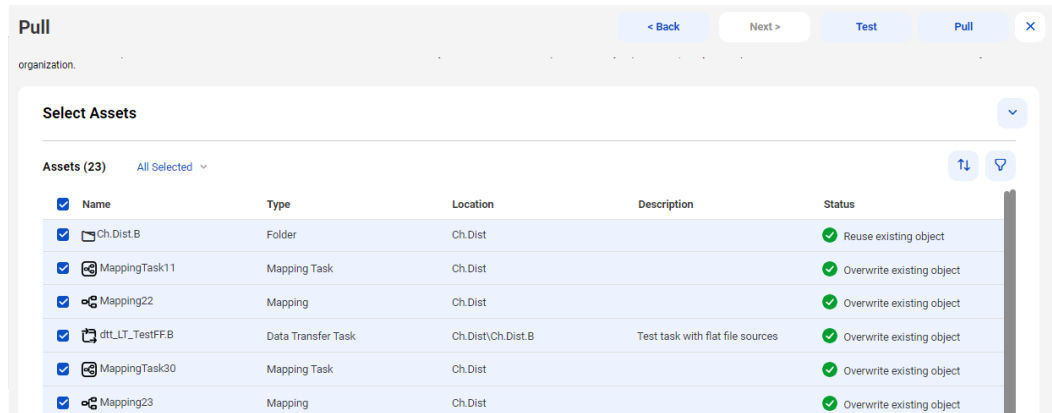 Pull
< Back
Next >
Test
Pull
organization.
Select Assets
Assets (23) All Selected
Name Type Location Description Status
Ch.Dist.B Folder Ch.Dist Reuse existing object
MappingTask11 Mapping Task Ch.Dist Overwrite existing object
Mapping22 Mapping Ch.Dist Overwrite existing object
dtt_LT_TestFF.B Data Transfer Task Ch.Dist\Ch.Dist.B Test task with flat file sources Overwrite existing object
MappingTask30 Mapping Task Ch.Dist Overwrite existing object
Mapping23 Mapping Ch.Dist Overwrite existing object